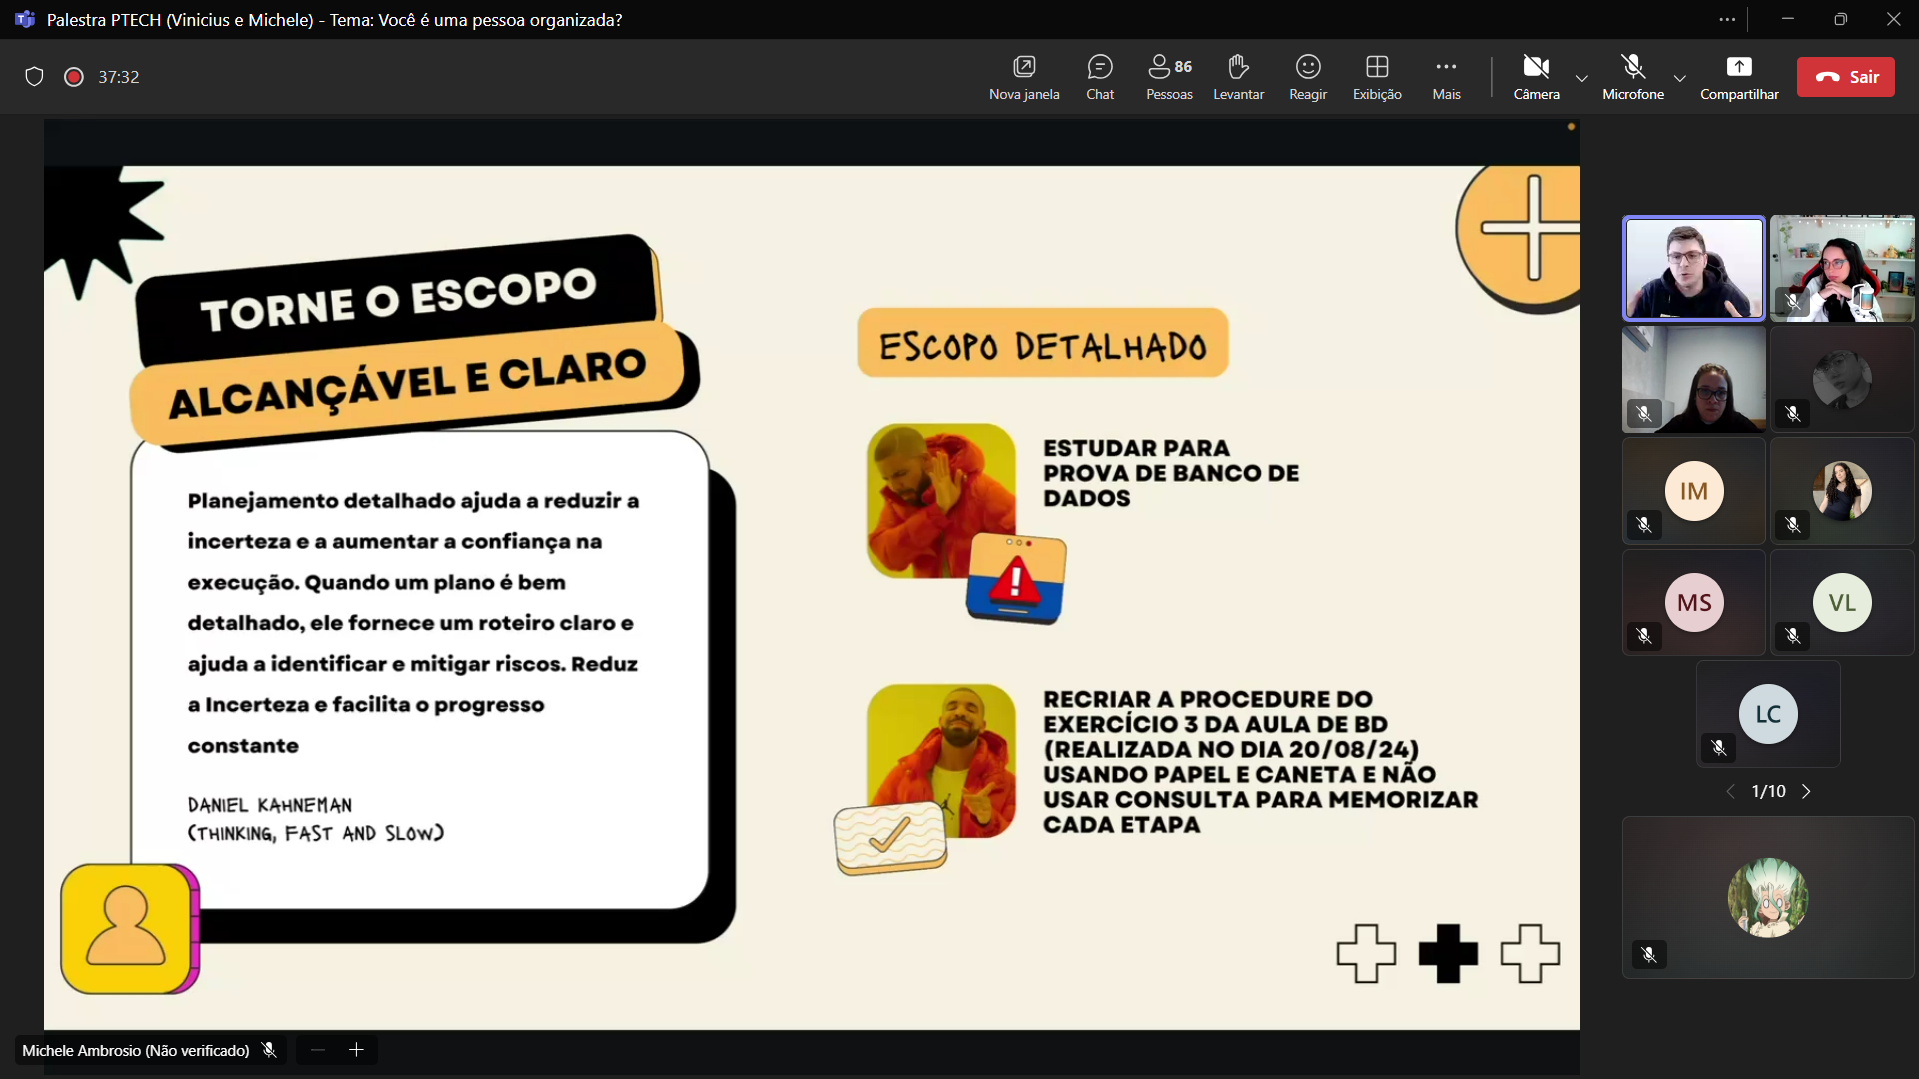 Palestra PTECH (Vinicius e Michele) - Tema: Você é uma pessoa organizada?
37:32
Nova janela
Chat
86
Pessoas
Levantar
Reagir
Exibição
Mais
Câmera
Microfone
Compartilhar
Sair
TORNE O ESCOPO
ALCANÇÁVEL E CLARO
Planejamento detalhado ajuda a reduzir a
incerteza e a aumentar a confiança na
execução. Quando um plano é bem
detalhado, ele fornece um roteiro claro e
ajuda a identificar e mitigar riscos. Reduz
a Incerteza e facilita o progresso
constante
DANIEL KAHNEMAN
(THINKING, FAST AND SLOW)
ESCOPO DETALHADO
ESTUDAR PARA
PROVA DE BANCO DE
DADOS
RECRIAR A PROCEDURE DO
EXERCÍCIO 3 DA AULA DE BD
(REALIZADA NO DIA 20/08/24)
USANDO PAPEL E CANETA E NÃO
USAR CONSULTA PARA MEMORIZAR
CADA ETAPA
IM
MS
VL
LC
1/10
Michele Ambrosio (Não verificado)